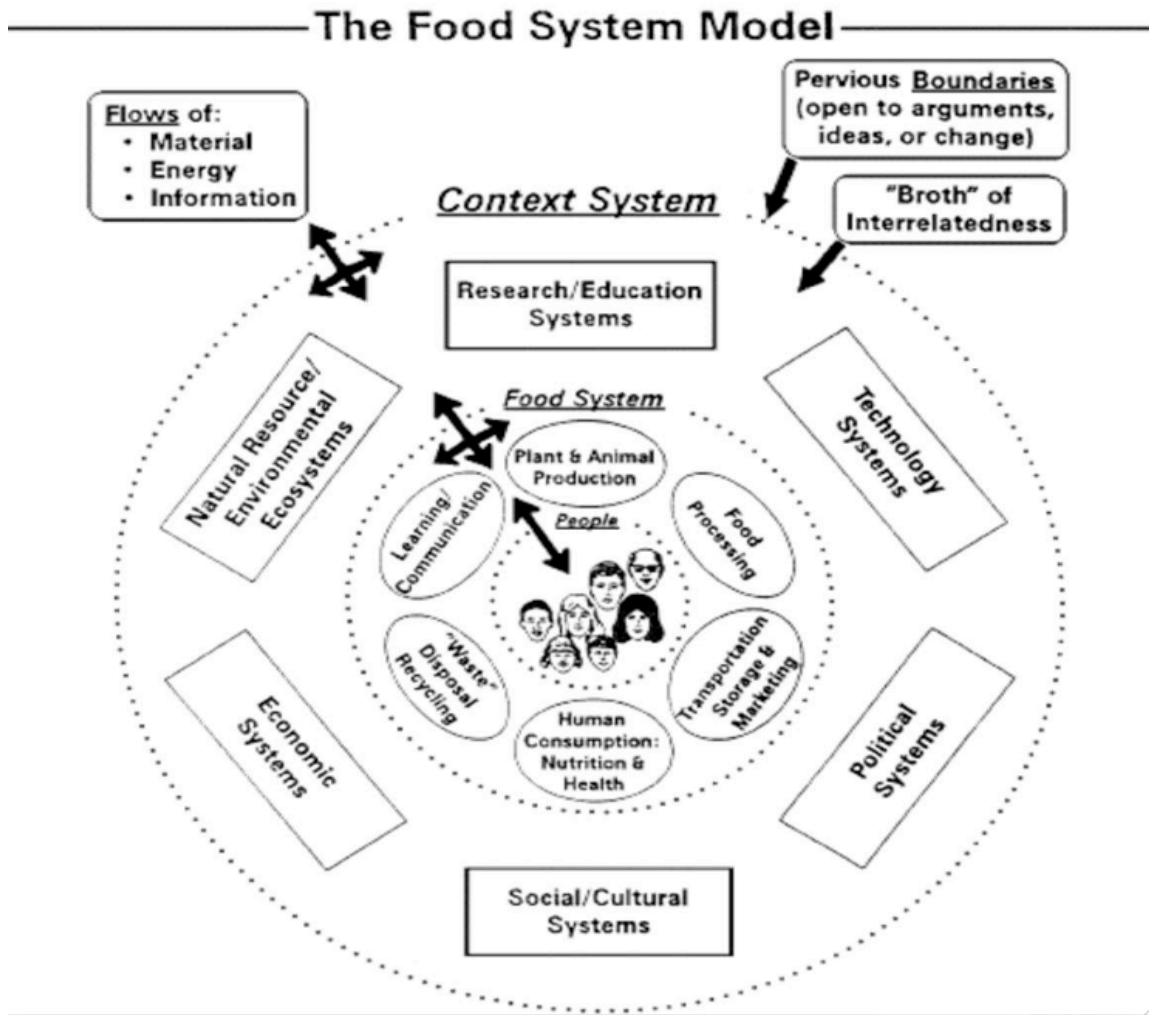 The Food System Model
Flows of:
• Material
• Energy
• Information
Pervious Boundaries
(open to arguments,
ideas, or change)
"Broth" of
Interrelatedness
Context System
Research/Education
Systems
Natural Resource/
Environmental
Ecosystems
Technology
Systems
Food System
Plant & Animal
Production
Learning/
Communication
People
Food
Processing
"Waste"
Disposal
Recycling
Transportation
Storage &
Marketing
Human
Consumption:
Nutrition &
Health
Economic
Systems
Political
Systems
Social/Cultural
Systems